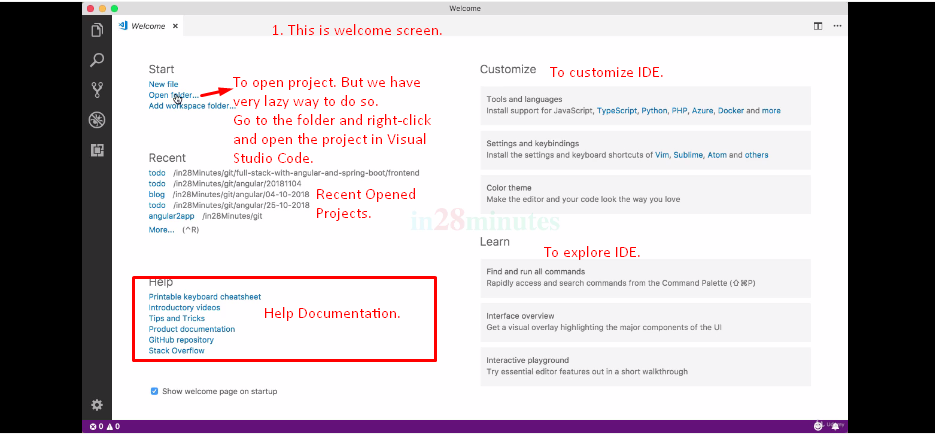 Welcome
Welcome ×
1. This is welcome screen.
Start
New file
Open folder...
Add workspace folder...
To open project. But we have
very lazy way to do so.
Go to the folder and right-click
and open the project in Visual
Studio Code.
Recent
todo /in28Minutes/git/full-stack-with-angular-and-spring-boot/frontend
todo /in28Minutes/git/angular/20181104
blog /in28Minutes/git/angular/04-10-2018
todo /in28Minutes/git/angular/25-10-2018
angular2app /in28Minutes/git
More... (^R)
Recent Opened
Projects.
Help
Printable keyboard cheatsheet
Introductory videos
Tips and Tricks
Product documentation
GitHub repository
Stack Overflow
Help Documentation.
Show welcome page on startup
Customize
To customize IDE.
Tools and languages
Install support for JavaScript, TypeScript, Python, PHP, Azure, Docker and more
Settings and keybindings
Install the settings and keyboard shortcuts of Vim, Sublime, Atom and others
Color theme
Make the editor and your code look the way you love
in28minutes
Learn
To explore IDE.
Find and run all commands
Rapidly access and search commands from the Command Palette (⇧⌘P)
Interface overview
Get a visual overlay highlighting the major components of the UI
Interactive playground
Try essential editor features out in a short walkthrough
0 0